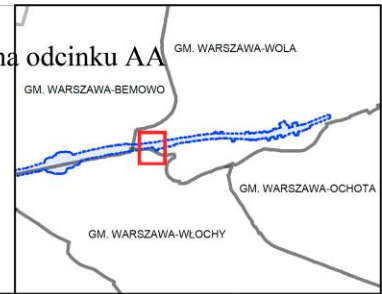 na odcinku AA
GM. WARSZAWA-WOLA
GM. WARSZAWA-BEMOWO
GM. WARSZAWA-OCHOTA
GM. WARSZAWA-WŁOCHY